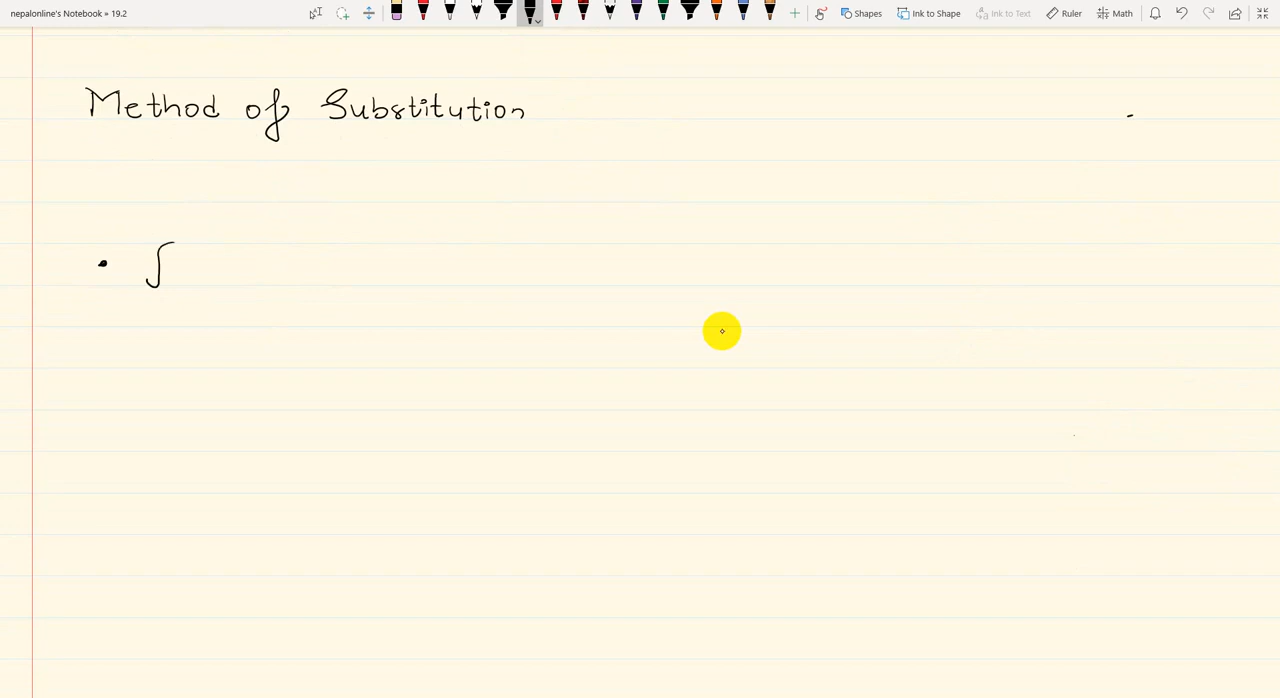 nepalonline's Notebook » 19.2
Shapes Ink to Shape Ink to Text Ruler Math
Method of Substitution
• ∫